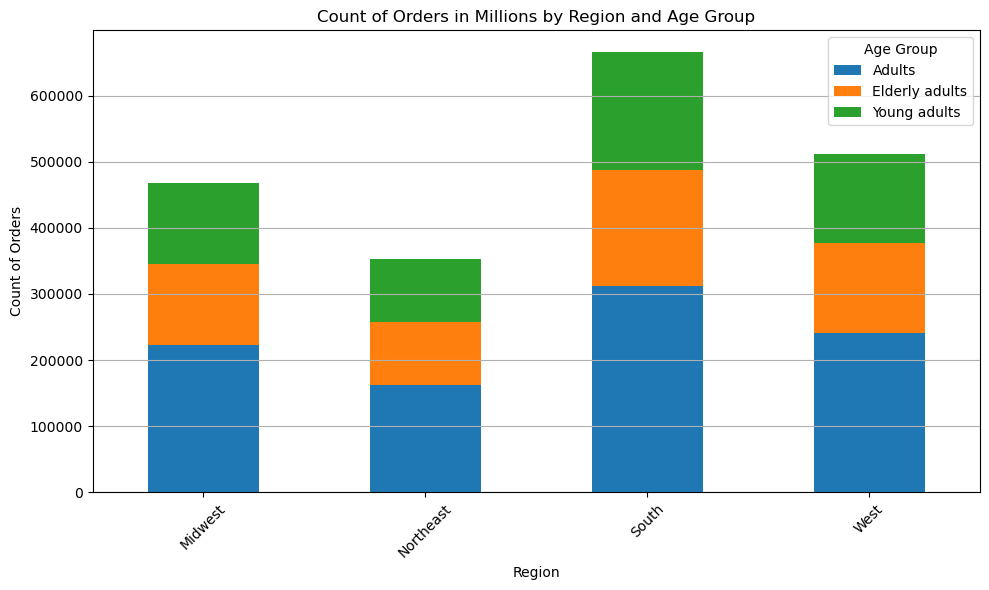 Count of Orders in Millions by Region and Age Group
Age Group
Adults
Elderly adults
Young adults
600000
500000
400000
300000
200000
100000
0
Count of Orders
Midwest
Northeast
South
West
Region